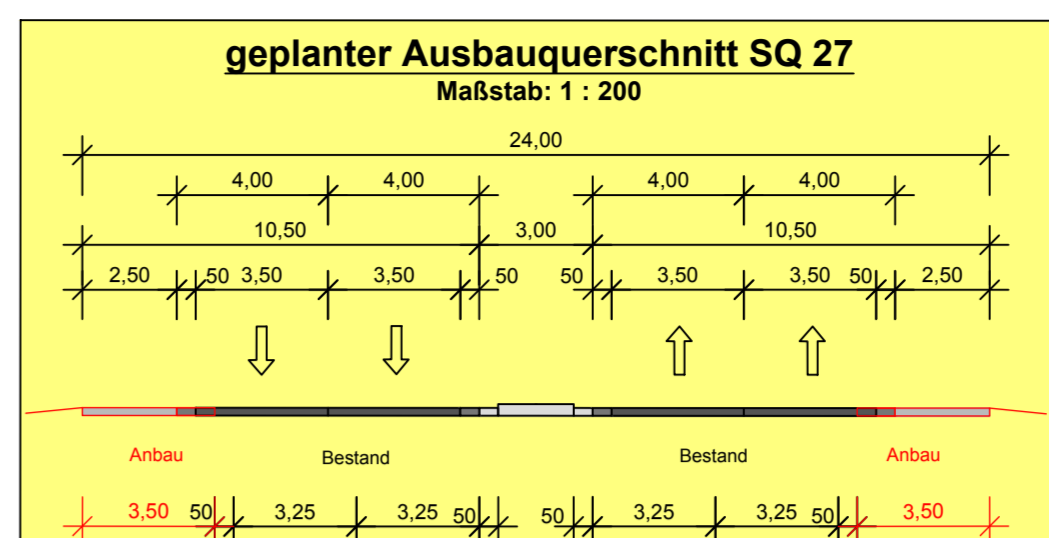 geplanter Ausbauquerschnitt SQ 27
Maßstab: 1 : 200
24,00
4,00 4,00 4,00 4,00
10,50 3,00 10,50
2,50 50 3,50 3,50 50 50 3,50 3,50 50 2,50
Anbau Bestand Bestand Anbau
3,50 50 3,25 3,25 50 50 3,25 3,25 50 3,50